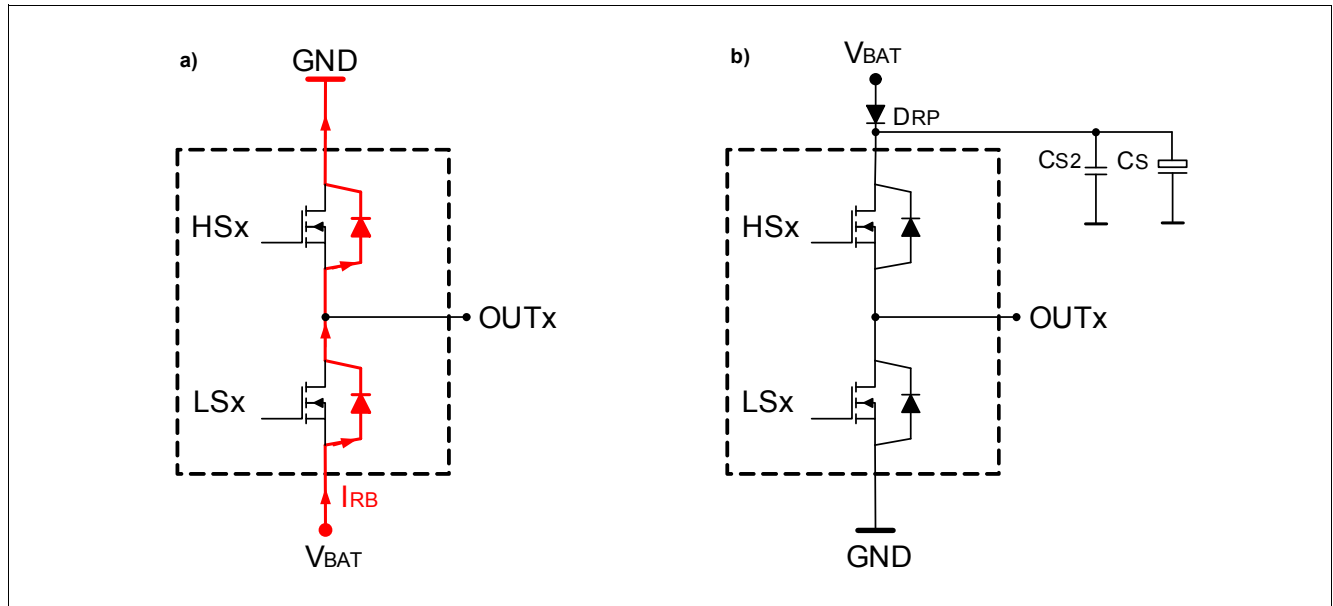 a)
GND
HSx
OUTx
LSx
IRB
VBAT
b)
VBAT
DRP
CS2
CS
HSx
OUTx
LSx
GND